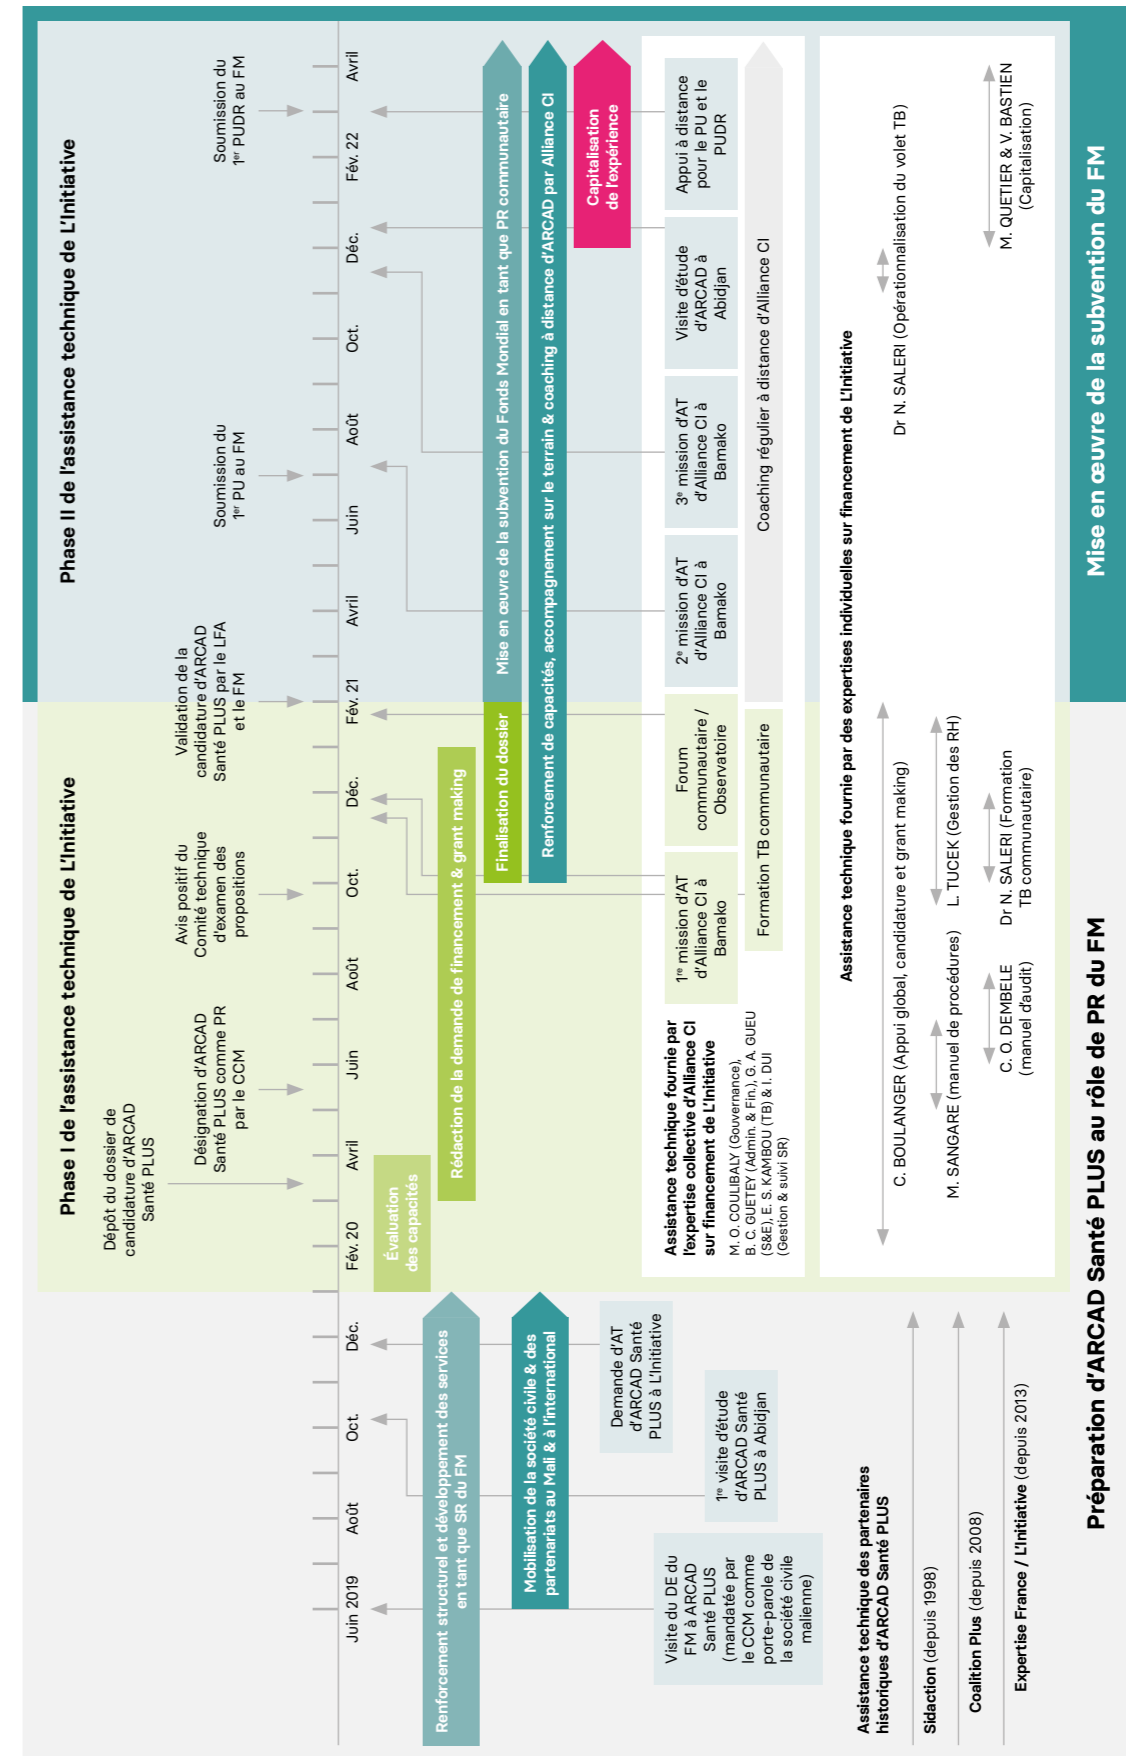 Phase I de l'assistance technique de L'Initiative
Phase II de l'assistance technique de L'Initiative
Dépôt du dossier de
candidature d'ARCAD
Santé PLUS
Désignation d'ARCAD
Santé PLUS comme PR
par le CCM
Avis positif du
Comité technique
d'examen des
propositions
Validation de la
candidature d'ARCAD
Santé PLUS par le LFA
et le FM
Soumission du
1er PU au FM
Soumission du
1er PUDR au FM
Juin 2019
Août
Oct.
Déc.
Fév. 20
Avril
Juin
Août
Oct.
Déc.
Fév. 21
Avril
Juin
Août
Oct.
Déc.
Fév. 22
Avril
Renforcement structurel et développement des services
en tant que SR du FM
Mobilisation de la société civile & des
partenariats au Mali & à l'international
Évaluation
des capacités
Rédaction de la demande de financement & grant making
Finalisation du dossier
Mise en œuvre de la subvention du Fonds Mondial en tant que PR communautaire
Renforcement de capacités, accompagnement sur le terrain & coaching à distance d'ARCAD par Alliance CI
Capitalisation
de l'expérience
Visite du DE du
FM à ARCAD
Santé PLUS
(mandatée par
le CCM comme
porte-parole de
la société civile
malienne)
1re visite d'étude
d'ARCAD Santé
PLUS à Abidjan
Demande d'AT
d'ARCAD Santé
PLUS à L'Initiative
Assistance technique fournie par
l'expertise collective d'Alliance CI
sur financement de L'Initiative
M. O. COULIBALY (Gouvernance),
B. C. GUETEY (Admin. & Fin.), G. A. GUEU
(S&E), E. S. KAMBOU (TB) & I. DUI
(Gestion & suivi SR)
1re mission d'AT
d'Alliance CI à
Bamako
Forum
communautaire /
Observatoire
2e mission d'AT
d'Alliance CI à
Bamako
3e mission d'AT
d'Alliance CI à
Bamako
Visite d'étude
d'ARCAD à
Abidjan
Appui à distance
pour le PU et le
PUDR
Formation TB communautaire
Coaching régulier à distance d'Alliance CI
Assistance technique des partenaires
historiques d'ARCAD Santé PLUS
Sidaction (depuis 1998)
Coalition Plus (depuis 2008)
Expertise France / L'Initiative (depuis 2013)
Assistance technique fournie par des expertises individuelles sur financement de L'Initiative
C. BOULANGER (Appui global, candidature et grant making)
Dr N. SALERI (Opérationnalisation du volet TB)
M. SANGARE (manuel de procédures)
L. TUCEK (Gestion des RH)
C. O. DEMBELE
(manuel d'audit)
Dr N. SALERI (Formation
TB communautaire)
M. QUETIER & V. BASTIEN
(Capitalisation)
Préparation d'ARCAD Santé PLUS au rôle de PR du FM
Mise en œuvre de la subvention du FM